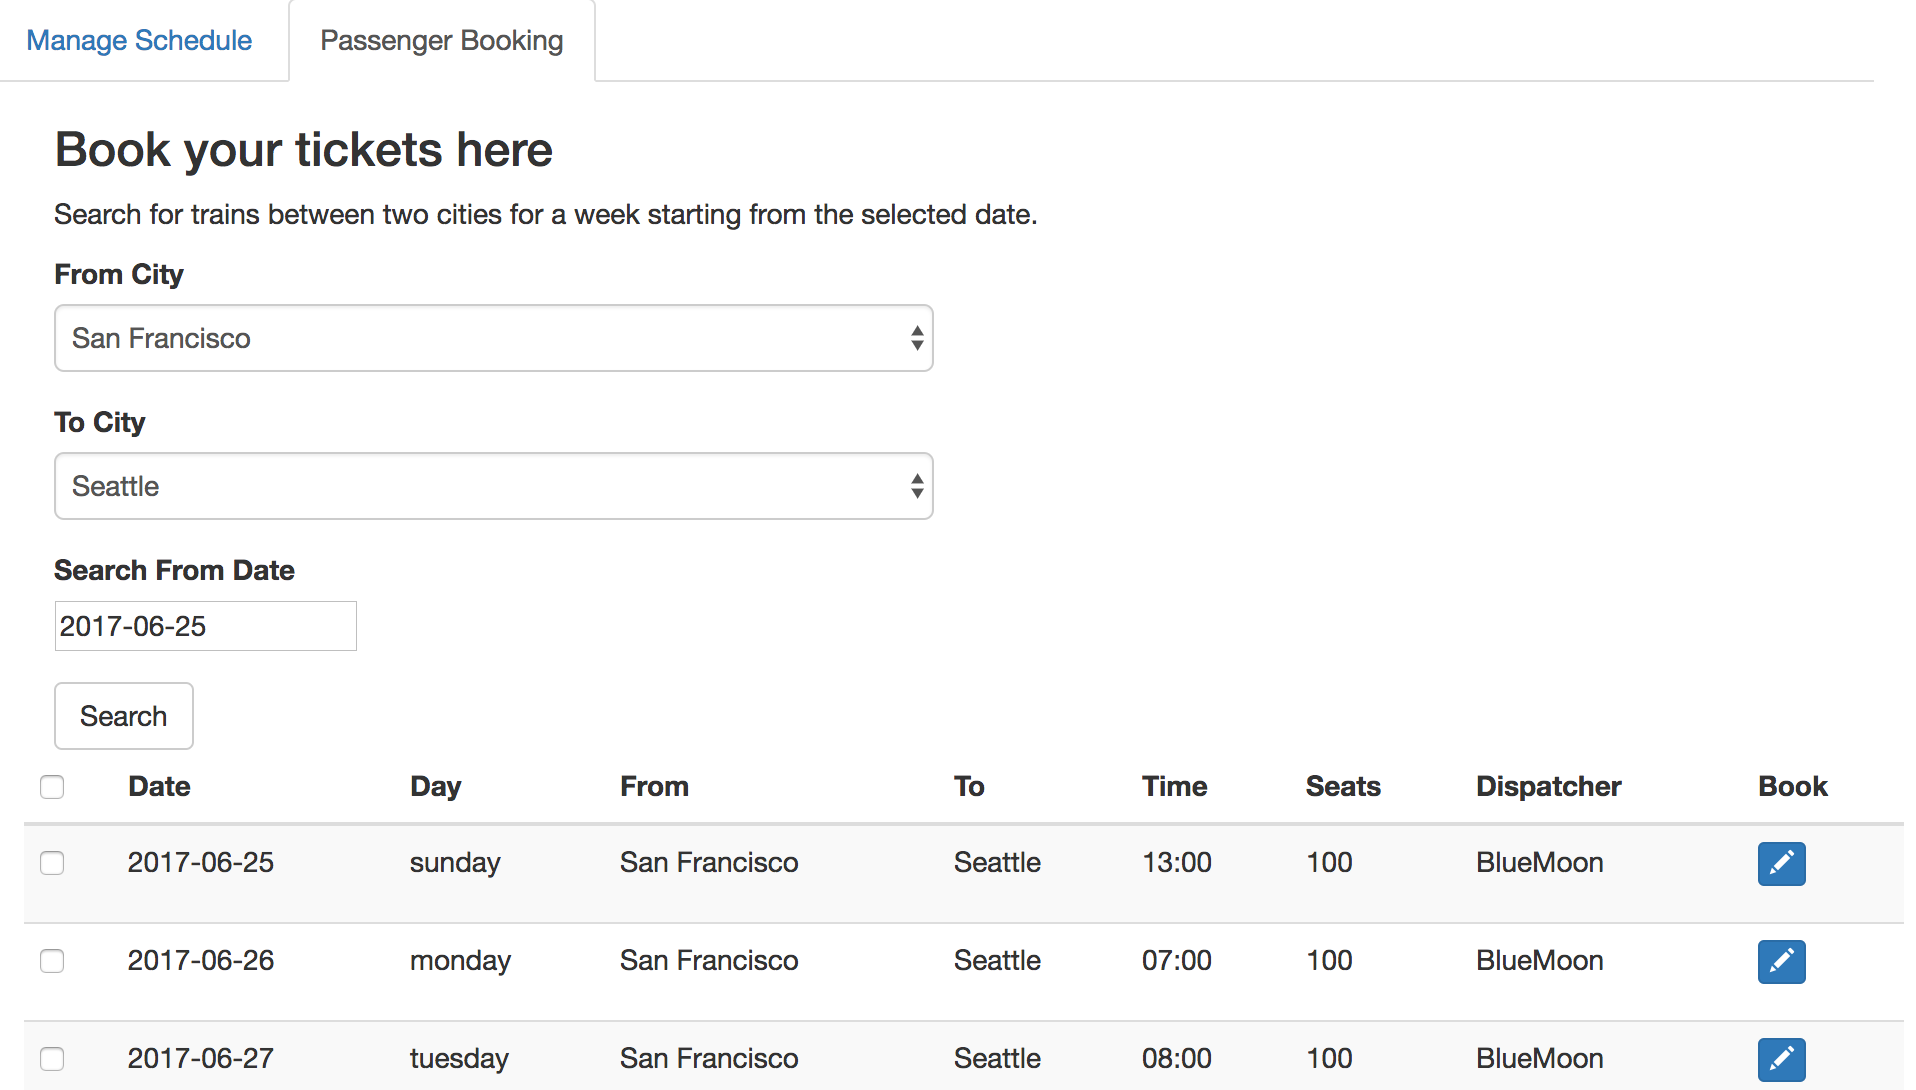 Manage Schedule Passenger Booking
Book your tickets here
Search for trains between two cities for a week starting from the selected date.
From City
San Francisco
To City
Seattle
Search From Date
2017-06-25
Search
Date Day From To Time Seats Dispatcher Book
2017-06-25 sunday San Francisco Seattle 13:00 100 BlueMoon
2017-06-26 monday San Francisco Seattle 07:00 100 BlueMoon
2017-06-27 tuesday San Francisco Seattle 08:00 100 BlueMoon